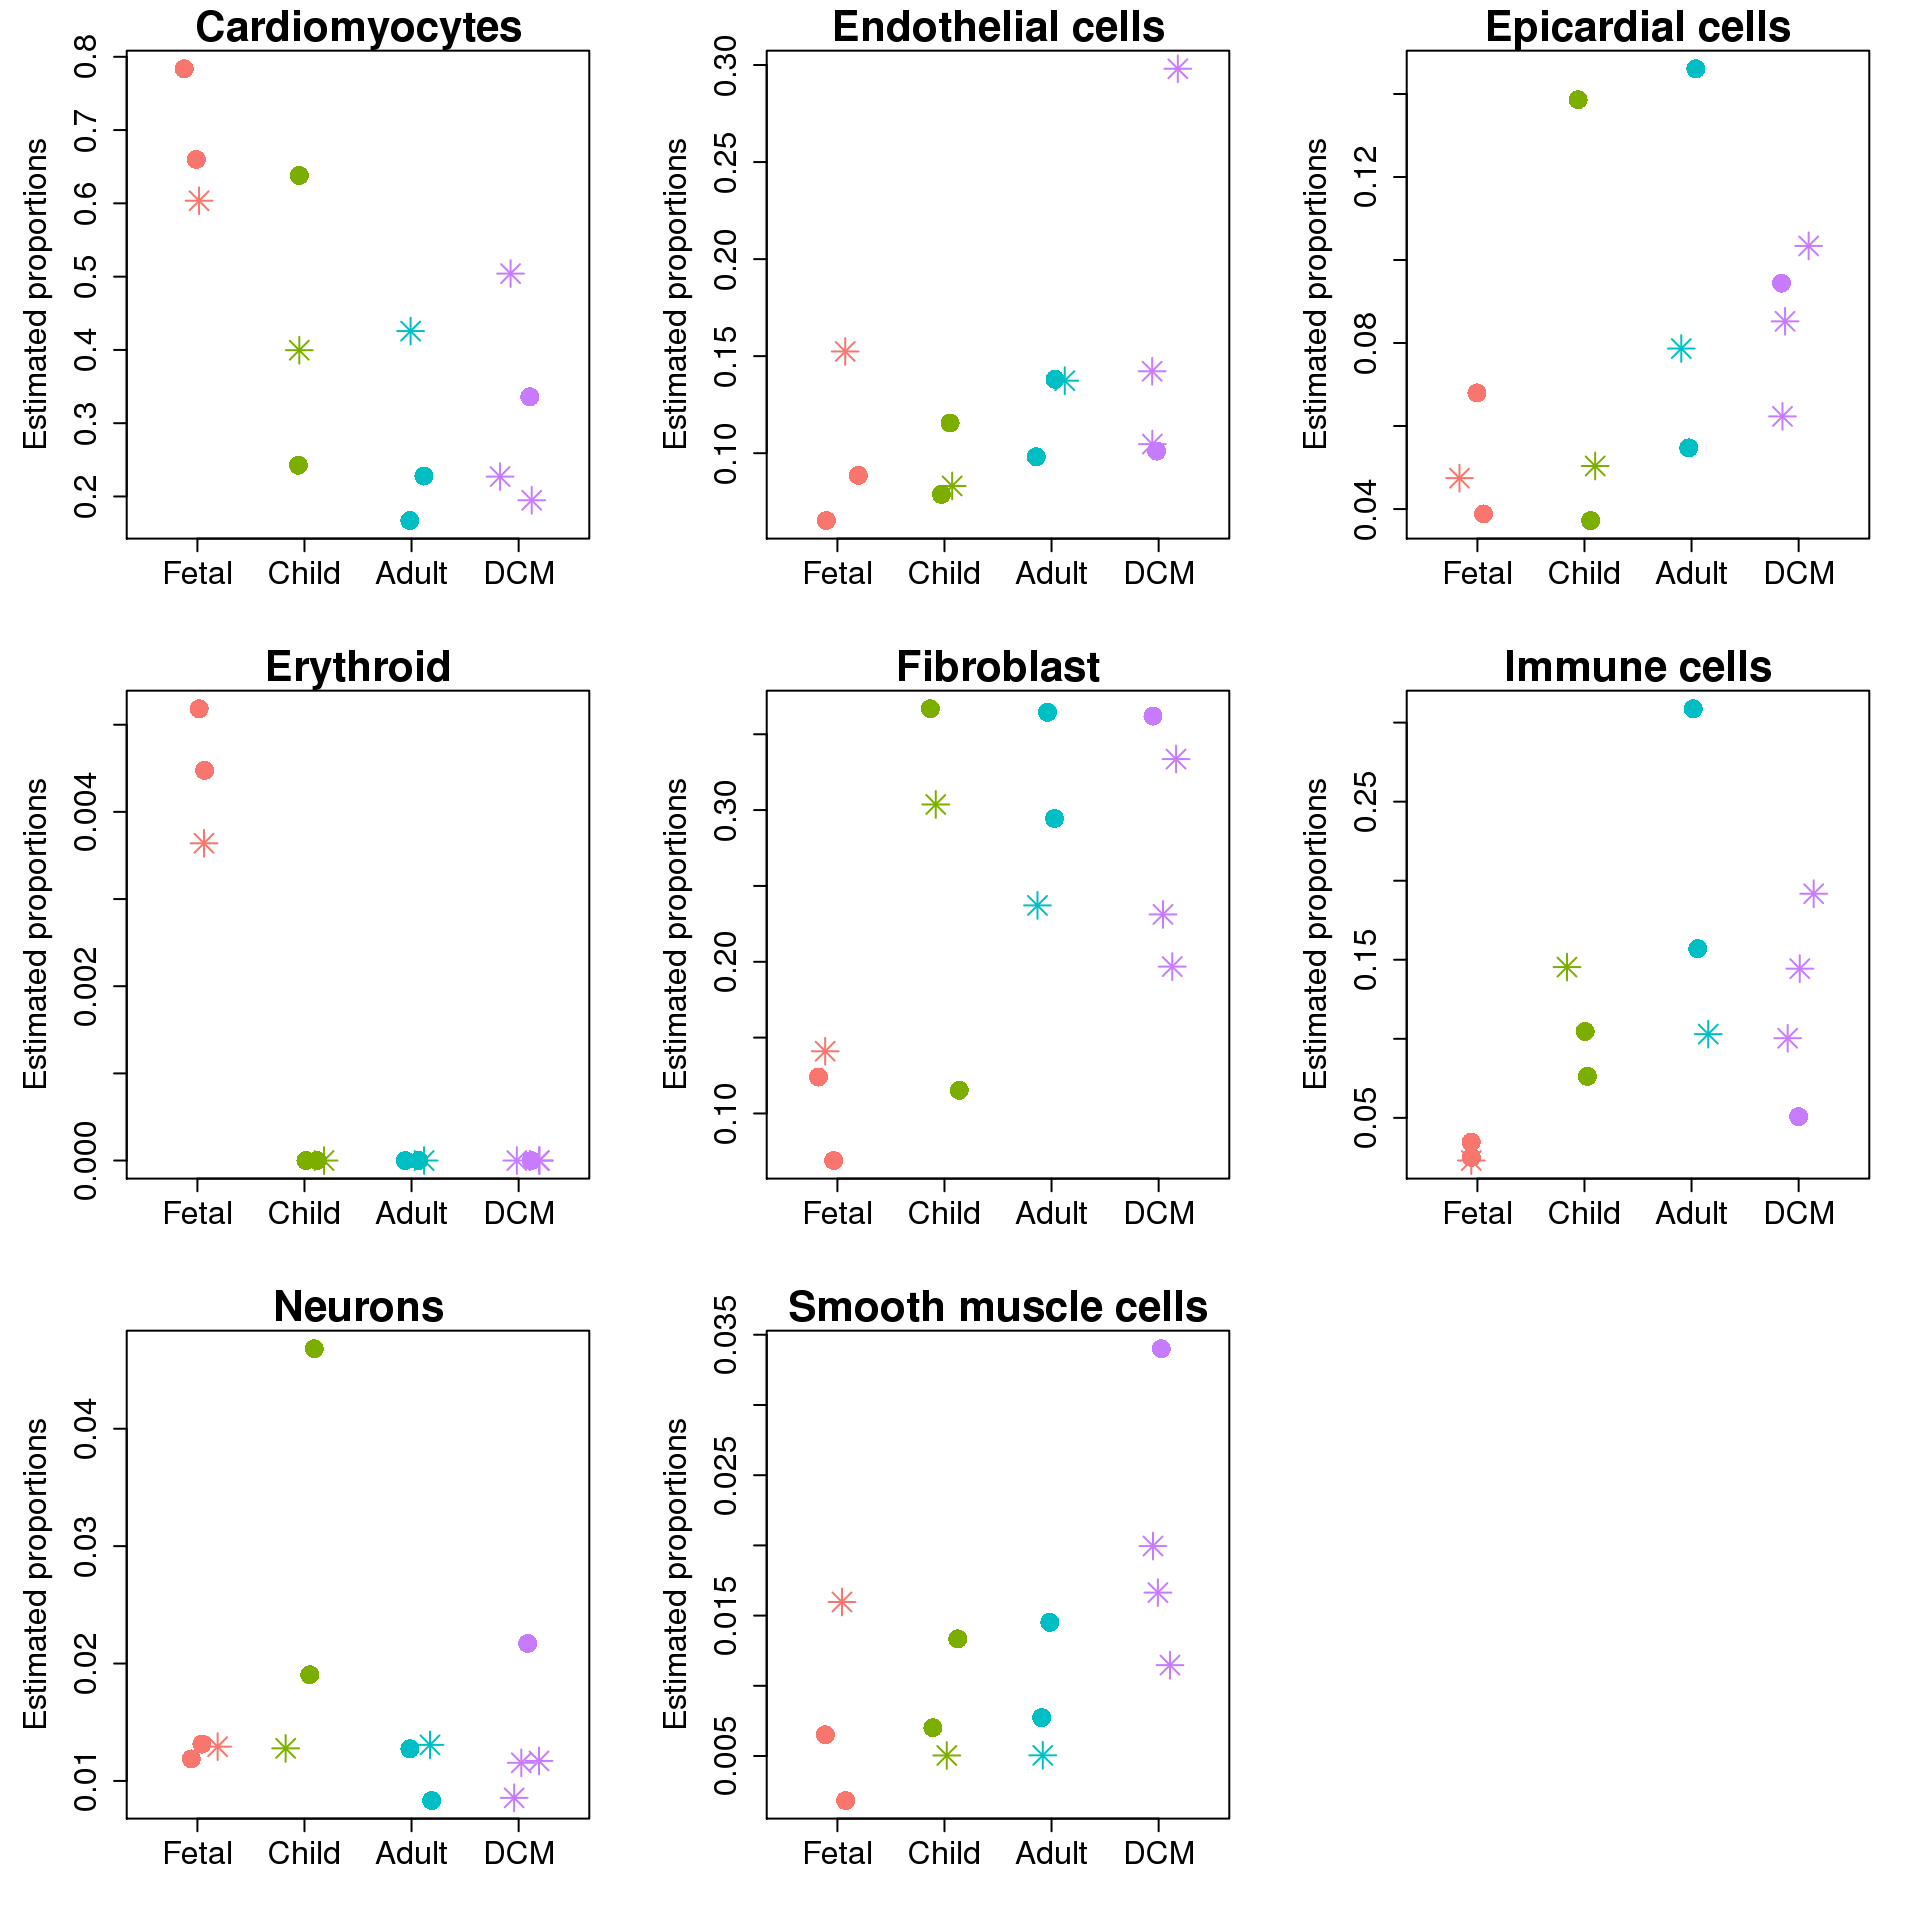 Cardiomyocytes
Estimated proportions
0.8
0.7
0.6
0.5
0.4
0.3
0.2
Fetal Child Adult DCM
Endothelial cells
Estimated proportions
0.30
0.25
0.20
0.15
0.10
Fetal Child Adult DCM
Epicardial cells
Estimated proportions
0.12
0.08
0.04
Fetal Child Adult DCM
Erythroid
Estimated proportions
0.004
0.002
0.000
Fetal Child Adult DCM
Fibroblast
Estimated proportions
0.30
0.20
0.10
Fetal Child Adult DCM
Immune cells
Estimated proportions
0.25
0.15
0.05
Fetal Child Adult DCM
Neurons
Estimated proportions
0.04
0.03
0.02
0.01
Fetal Child Adult DCM
Smooth muscle cells
Estimated proportions
0.035
0.025
0.015
0.005
Fetal Child Adult DCM